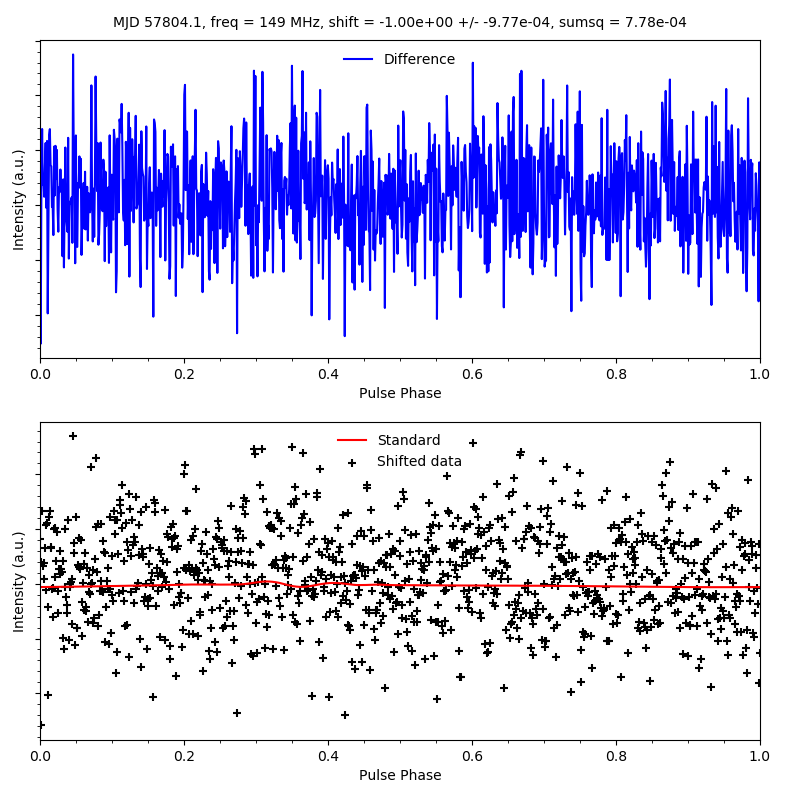 MJD 57804.1, freq = 149 MHz, shift = -1.00e+00 +/- -9.77e-04, sumsq = 7.78e-04
Difference
Intensity (a.u.)
0.0 0.2 0.4 0.6 0.8 1.0
Pulse Phase
Standard
Shifted data
Intensity (a.u.)
0.0 0.2 0.4 0.6 0.8 1.0
Pulse Phase